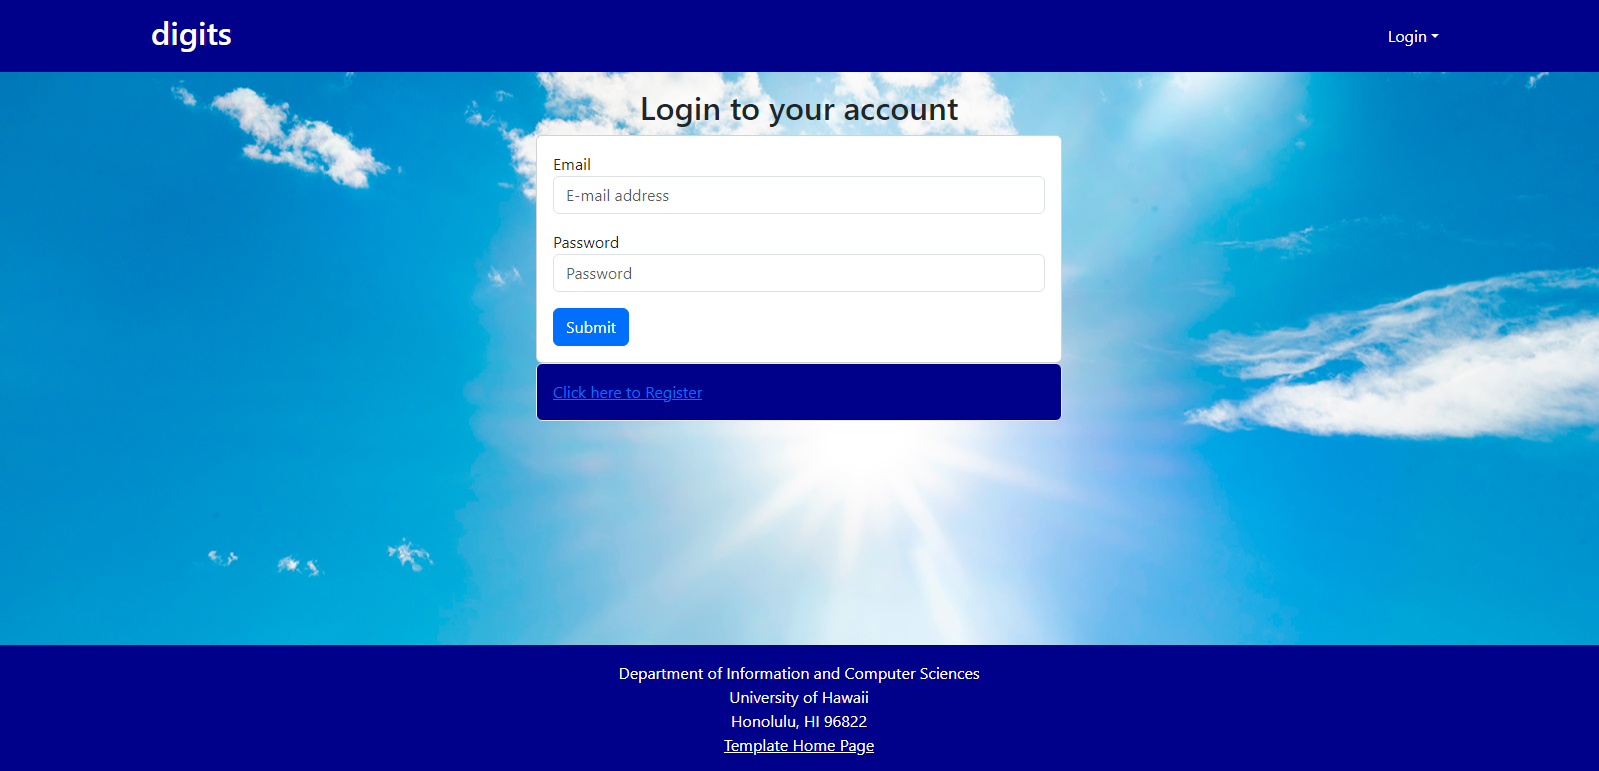 digits
Login
Login to your account
Email
E-mail address
Password
Password
Submit
Click here to Register
Department of Information and Computer Sciences
University of Hawaii
Honolulu, HI 96822
Template Home Page